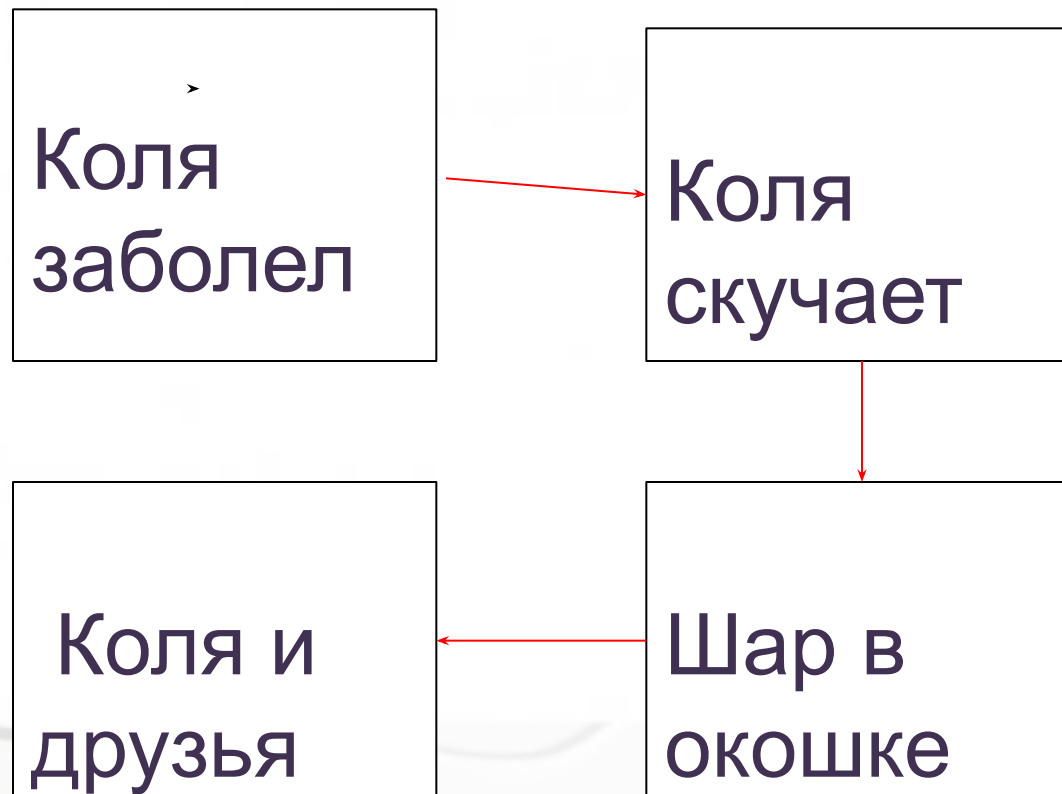 Коля
заболел
Коля
скучает
Шар в
окошке
Коля и
друзья